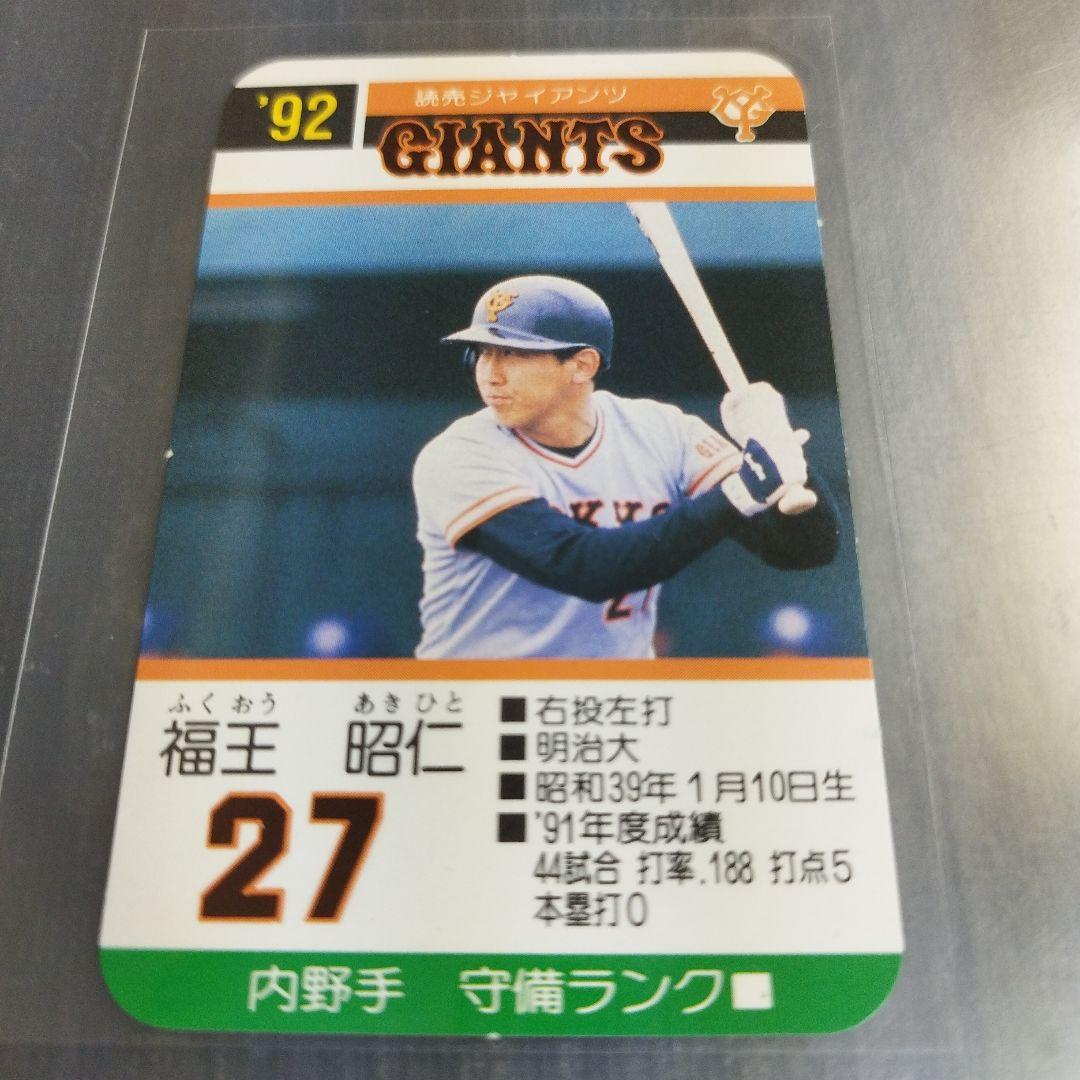 '92
読売ジャイアンツ
GIANTS
ふくおう あきひと
福王 昭仁
27
■右投左打
■明治大
■昭和39年1月10日生
■'91年度成績
44試合 打率.188 打点5
本塁打0
内野手 守備ランク■